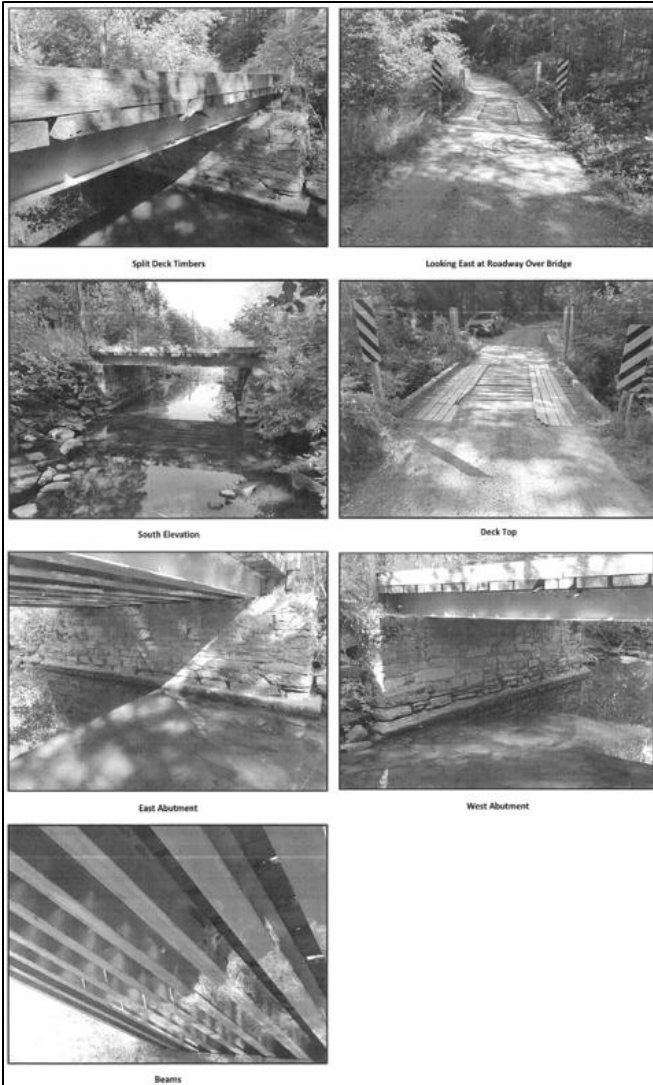 Split Deck Timbers
Looking East at Roadway Over Bridge
South Elevation
Deck Top
East Abutment
West Abutment
Beams